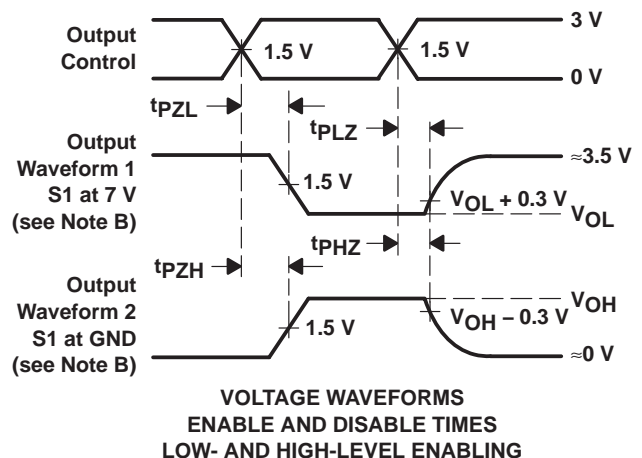 Output
Control
1.5 V
1.5 V
3 V
0 V
tPZL
tPLZ
Output
Waveform 1
S1 at 7 V
(see Note B)
1.5 V
≈3.5 V
VOL + 0.3 V
VOL
tPZH
tPHZ
Output
Waveform 2
S1 at GND
(see Note B)
1.5 V
VOH
VOH – 0.3 V
≈0 V
VOLTAGE WAVEFORMS
ENABLE AND DISABLE TIMES
LOW- AND HIGH-LEVEL ENABLING